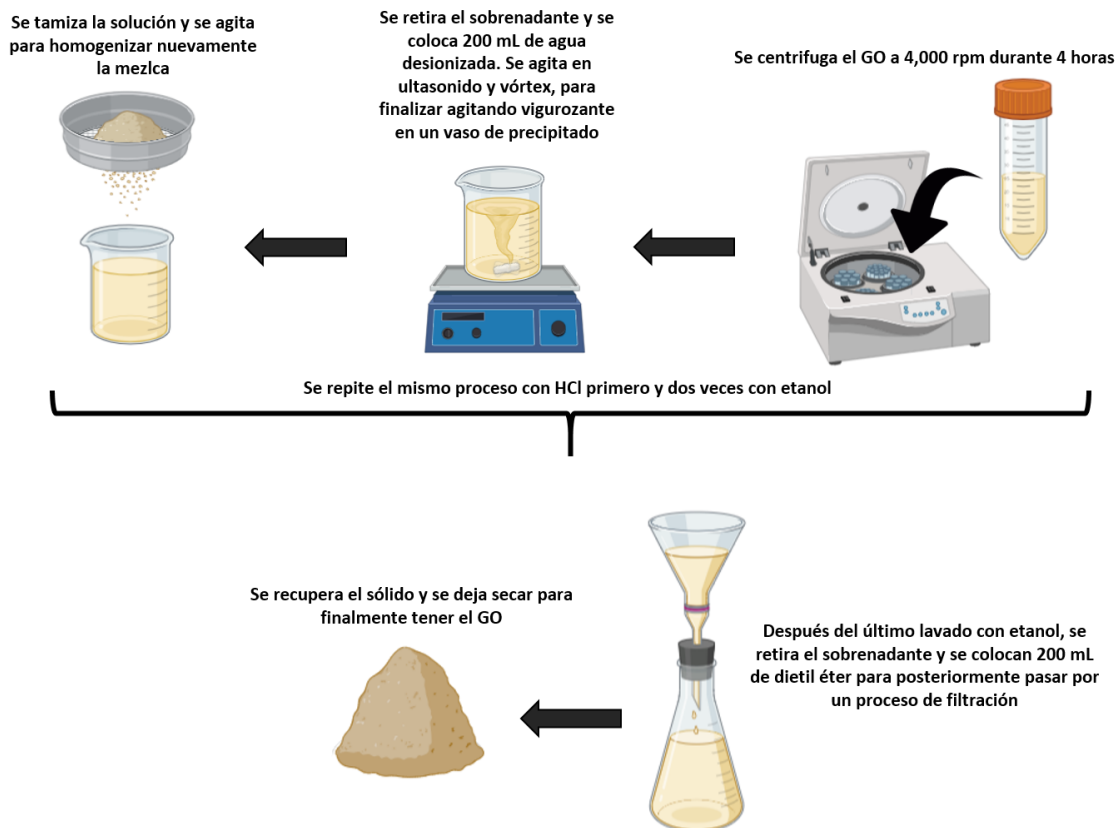 Se tamiza la solución y se agita
para homogenizar nuevamente
la mezlca
Se retira el sobrenadante y se
coloca 200 mL de agua
desionizada. Se agita en
ultasonido y vórtex, para
finalizar agitando vigurozante
en un vaso de precipitado
Se centrifuga el GO a 4,000 rpm durante 4 horas
Se repite el mismo proceso con HCl primero y dos veces con etanol
Se recupera el sólido y se deja secar para
finalmente tener el GO
Después del último lavado con etanol, se
retira el sobrenadante y se colocan 200 mL
de dietil éter para posteriormente pasar por
un proceso de filtración